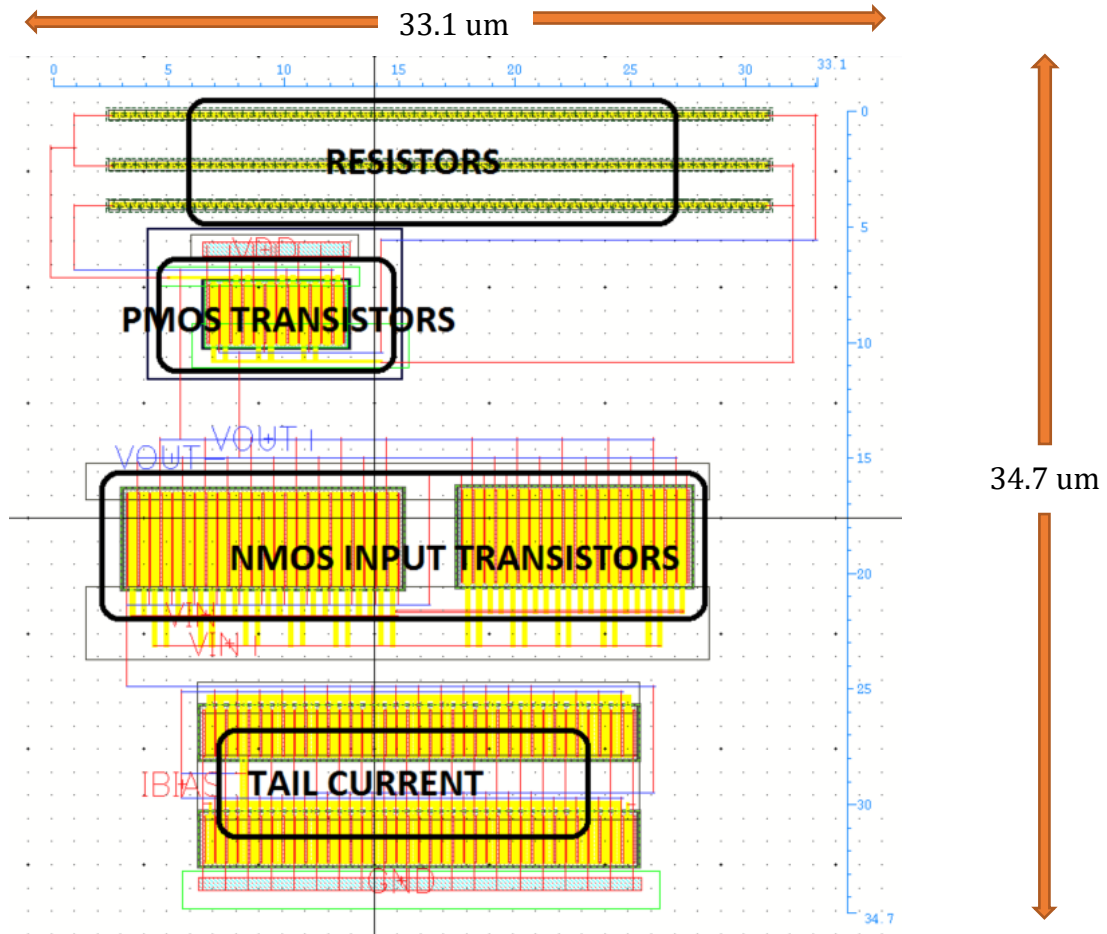 33.1 um
0 5 10 15 20 25 30 33.1
0
RESISTORS
5
VDD
PMOS TRANSISTORS
10
VOUT+
VOUT-
15
34.7 um
NMOS INPUT TRANSISTORS
20
VIN-
VIN+
25
IBIAS
TAIL CURRENT
30
GND
34.7